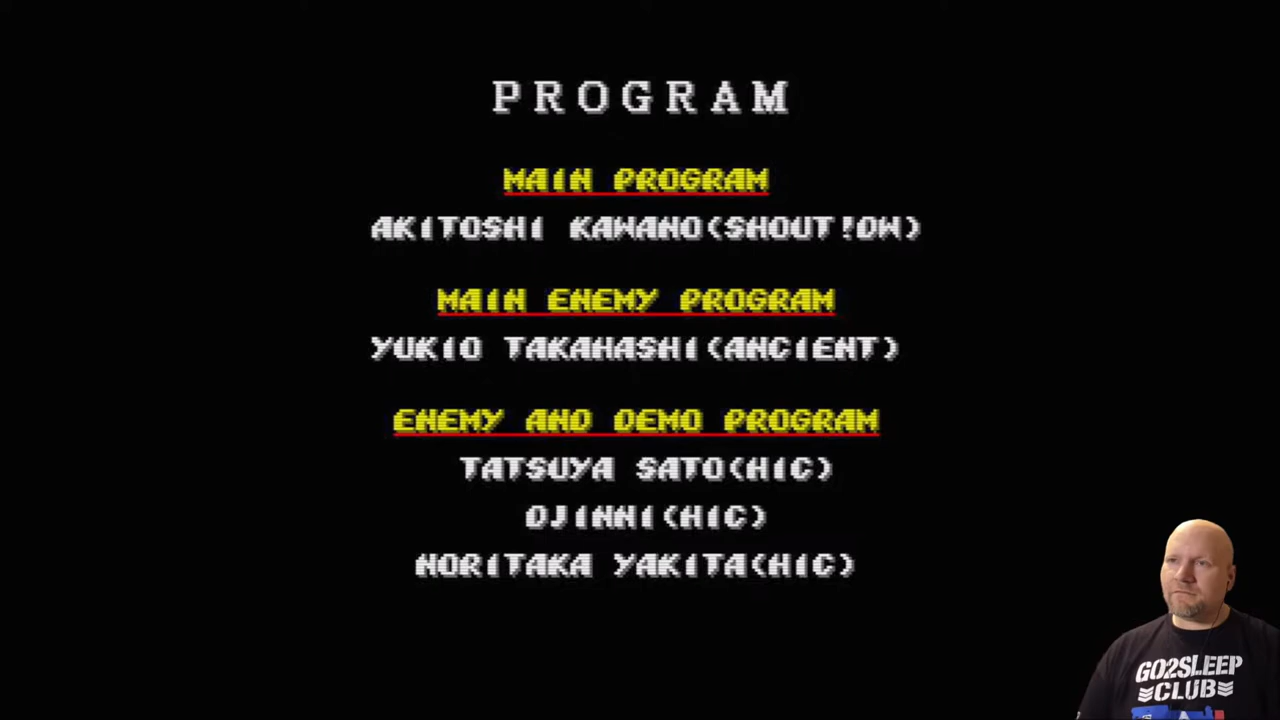 PROGRAM
MAIN PROGRAM
AKITOSHI KAWANO(SHOUT!DW)
MAIN ENEMY PROGRAM
YUKIO TAKAHASHI(ANCIENT)
ENEMY AND DEMO PROGRAM
TATSUYA SATO(HIC)
OJINNI(HIC)
NORITAKA YAKITA(HIC)
GO2SLEEP
CLUB